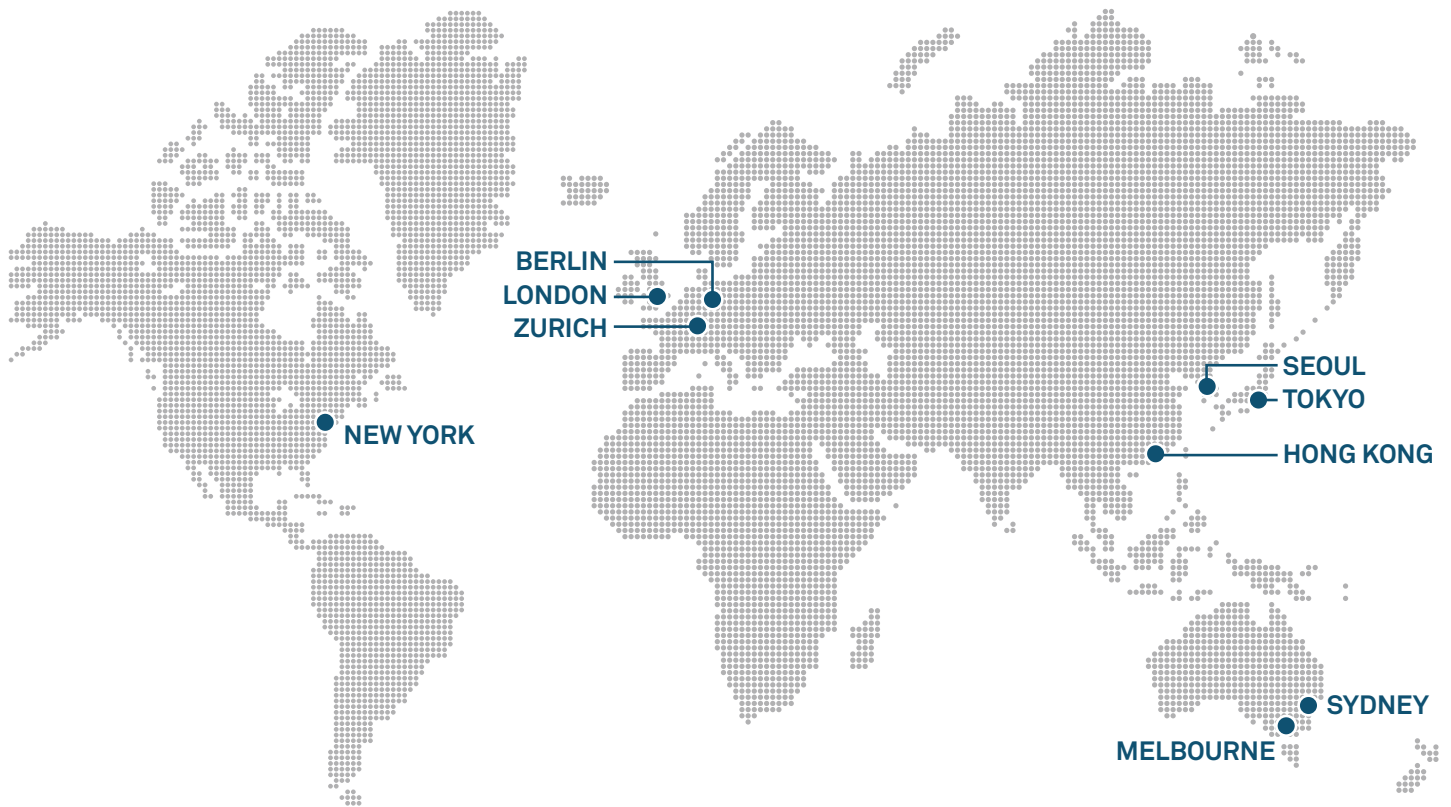 BERLIN
LONDON
ZURICH
SEOUL
TOKYO
NEW YORK
HONG KONG
SYDNEY
MELBOURNE